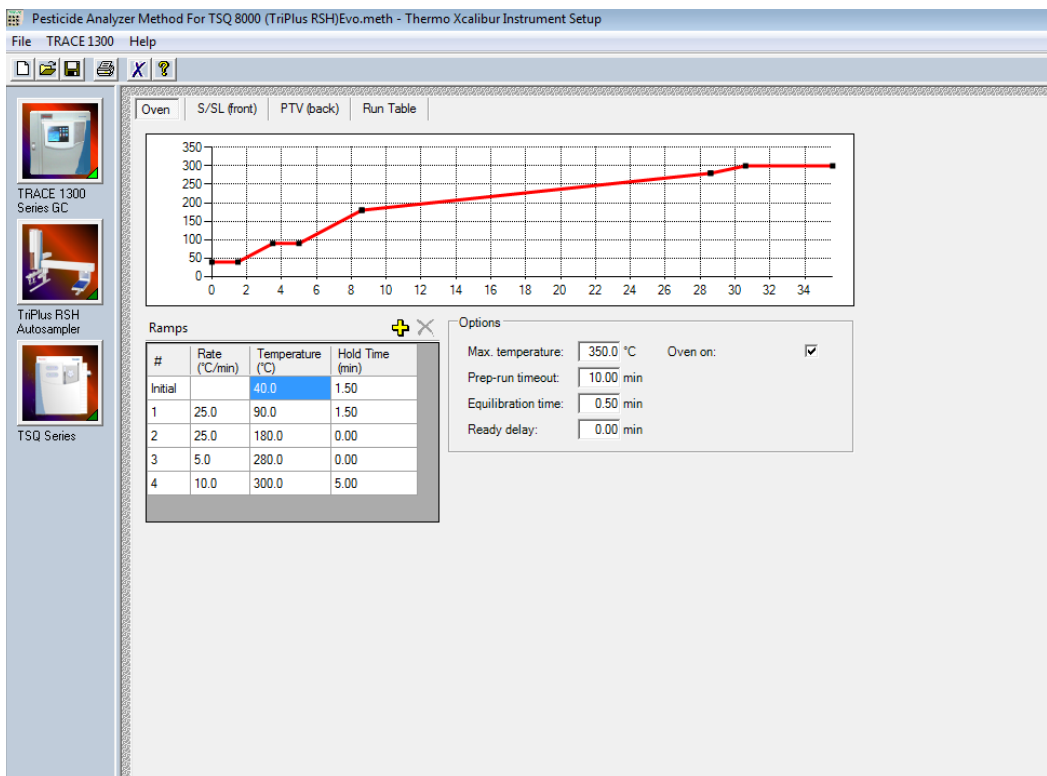 Pesticide Analyzer Method For TSQ 8000 (TriPlus RSH)Evo.meth - Thermo Xcalibur Instrument Setup
File TRACE 1300 Help
TRACE 1300
Series GC
TriPlus RSH
Autosampler
TSQ Series
Oven S/SL (front) PTV (back) Run Table
350
300
250
200
150
100
50
0
0 2 4 6 8 10 12 14 16 18 20 22 24 26 28 30 32 34
Ramps
# Rate (°C/min) Temperature (°C) Hold Time (min)
Initial 40.0 1.50
1 25.0 90.0 1.50
2 25.0 180.0 0.00
3 5.0 280.0 0.00
4 10.0 300.0 5.00
Options
Max. temperature: 350.0 °C Oven on:
Prep-run timeout: 10.00 min
Equilibration time: 0.50 min
Ready delay: 0.00 min